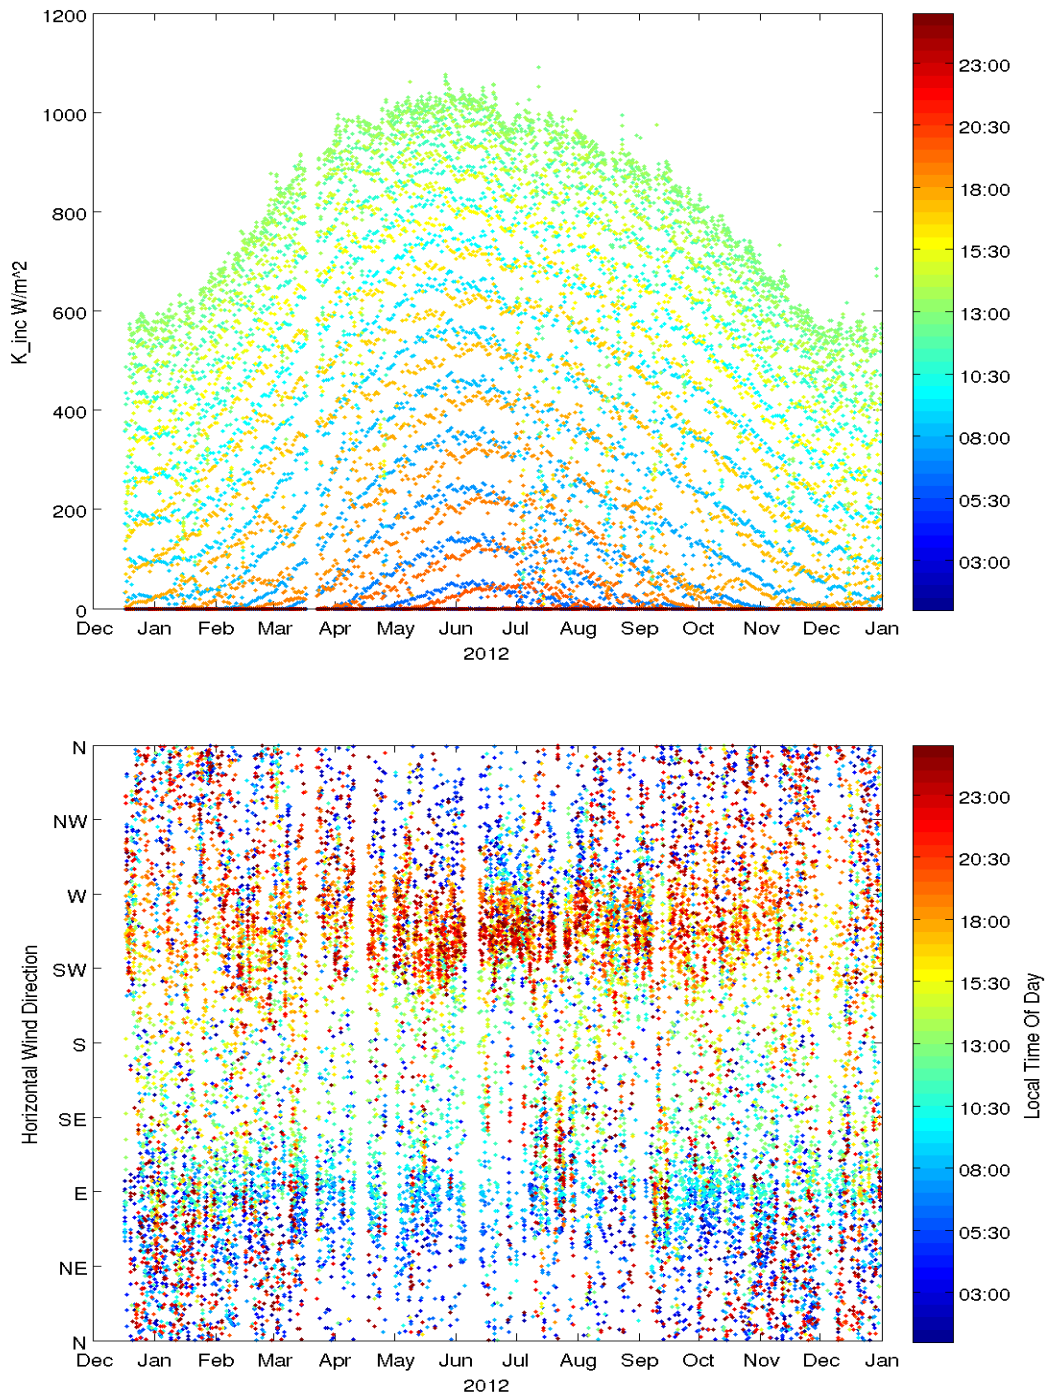 1200
1000
800
600
400
200
0
K_inc W/m^2
Dec Jan Feb Mar Apr May Jun Jul Aug Sep Oct Nov Dec Jan
2012
23:00
20:30
18:00
15:30
13:00
10:30
08:00
05:30
03:00
N
NW
W
SW
S
SE
E
NE
N
Horizontal Wind Direction
Dec Jan Feb Mar Apr May Jun Jul Aug Sep Oct Nov Dec Jan
2012
23:00
20:30
18:00
15:30
13:00
10:30
08:00
05:30
03:00
Local Time Of Day